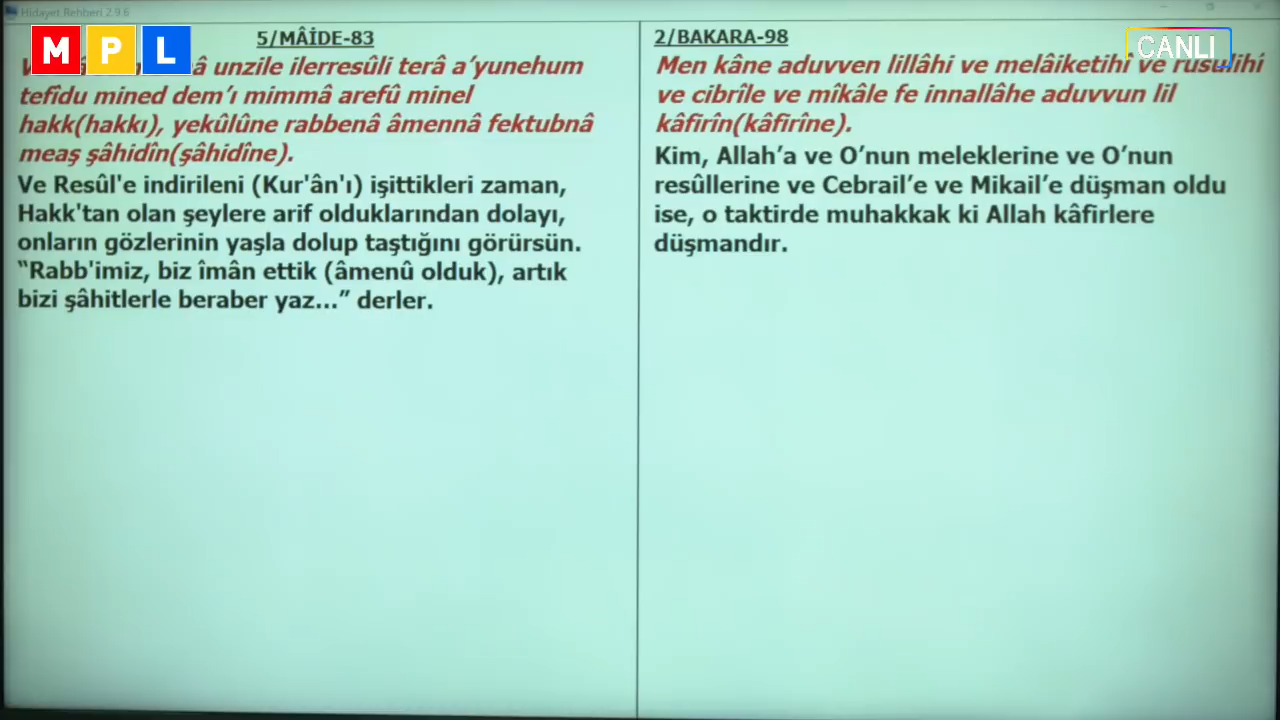 Hidayet Rehberi 2.9.6
MPL
CANLI
5/MÂİDE-83
unzile ilerresûli terâ a’yunehum
tefîdu mined dem’ı mimmâ arefû minel
hakk(hakkı), yekûlûne rabbenâ âmennâ fektubnâ
meaş şâhidîn(şâhidîne).
Ve Resûl'e indirileni (Kur'ân'ı) işittikleri zaman,
Hakk'tan olan şeylere arif olduklarından dolayı,
onların gözlerinin yaşla dolup taştığını görürsün.
“Rabb'imiz, biz îmân ettik (âmenû olduk), artık
bizi şâhitlerle beraber yaz...” derler.
2/BAKARA-98
Men kâne aduvven lillâhi ve melâiketihî ve rusulihî
ve cibrîle ve mîkâle fe innallâhe aduvvun lil
kâfirîn(kâfirîne).
Kim, Allah’a ve O’nun meleklerine ve O’nun
resûllerine ve Cebrail’e ve Mikail’e düşman oldu
ise, o taktirde muhakkak ki Allah kâfirlere
düşmandır.